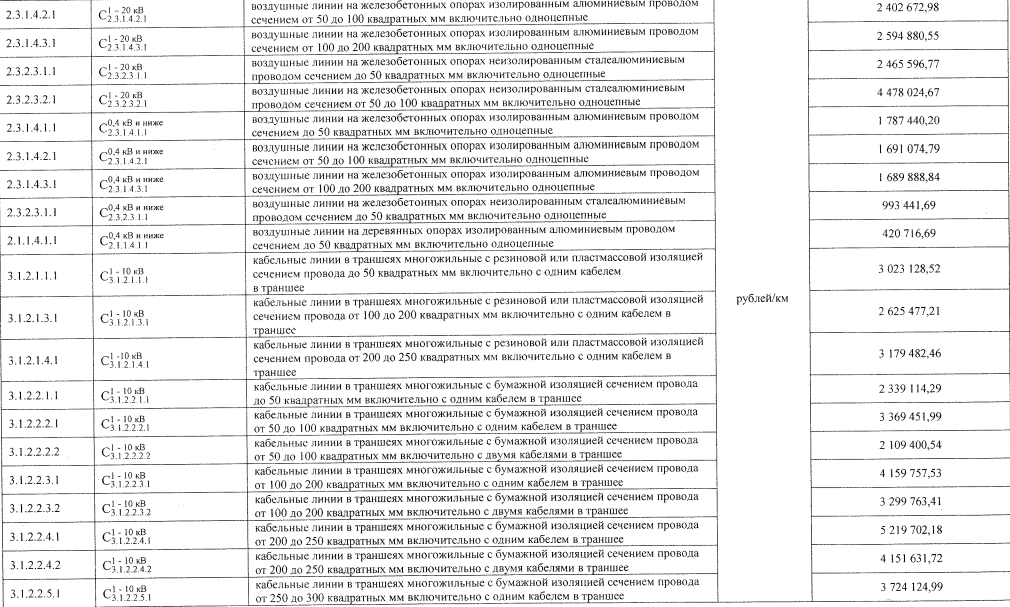 2.3.1.4.2.1 С 1 – 20 кВ 2.3.1.4.2.1 воздушные линии на железобетонных опорах изолированным алюминиевым проводом
сечением от 50 до 100 квадратных мм включительно одноцепные 2 402 672,98
2.3.1.4.3.1 С 1 - 20 кВ 2.3.1.4.3.1 воздушные линии на железобетонных опорах изолированным алюминиевым проводом
сечением от 100 до 200 квадратных мм включительно одноцепные 2 594 880,55
2.3.2.3.1.1 С 1 - 20 кВ 2.3.2.3.1.1 воздушные линии на железобетонных опорах неизолированным сталеалюминиевым
проводом сечением до 50 квадратных мм включительно одноцепные 2 465 596,77
2.3.2.3.2.1 С 1 - 20 кВ 2.3.2.3.2.1 воздушные линии на железобетонных опорах неизолированным сталеалюминиевым
проводом сечением от 50 до 100 квадратных мм включительно одноцепные 4 478 024,67
2.3.1.4.1.1 С 0,4 кВ и ниже 2.3.1.4.1.1 воздушные линии на железобетонных опорах изолированным алюминиевым проводом
сечением до 50 квадратных мм включительно одноцепные 1 787 440,20
2.3.1.4.2.1 С 0,4 кВ и ниже 2.3.1.4.2.1 воздушные линии на железобетонных опорах изолированным алюминиевым проводом
сечением от 50 до 100 квадратных мм включительно одноцепные 1 691 074,79
2.3.1.4.3.1 С 0,4 кВ и ниже 2.3.1.4.3.1 воздушные линии на железобетонных опорах изолированным алюминиевым проводом
сечением от 100 до 200 квадратных мм включительно одноцепные 1 689 888,84
2.3.2.3.1.1 С 0,4 кВ и ниже 2.3.2.3 1.1 воздушные линии на железобетонных опорах неизолированным сталеалюминиевым
проводом сечением до 50 квадратных мм включительно одноцепные 993 441,69
2.1.1.4.1.1 С 0,4 кВ и ниже 2.1.1.4.1.1 воздушные линии на деревянных опорах изолированным алюминиевым проводом
сечением до 50 квадратных мм включительно одноцепные 420 716,69
3.1.2.1.1.1 С 1 - 10 кВ 3.1.2.1.1.1 кабельные линии в траншеях многожильные с резиновой или пластмассовой изоляцией
сечением провода до 50 квадратных мм включительно с одним кабелем
в траншее 3 023 128,52
рублей/км
3.1.2.1.3.1 С 1 - 10 кВ 3.1.2.1.3.1 кабельные линии в траншеях многожильные с резиновой или пластмассовой изоляцией
сечением провода от 100 до 200 квадратных мм включительно с одним кабелем в
траншее 2 625 477,21
3.1.2.1.4.1 С 1 -10 кВ 3.1.2.1.4 1 кабельные линии в траншеях многожильные с резиновой или пластмассовой изоляцией
сечением провода от 200 до 250 квадратных мм включительно с одним кабелем в
траншее 3 179 482,46
3.1.2.2.1.1 С 1 - 10 кВ 3.1.2.2.1.1 кабельные линии в траншеях многожильные с бумажной изоляцией сечением провода
до 50 квадратных мм включительно с одним кабелем в траншее 2 339 114,29
3.1.2.2.2.1 С 1 - 10 кВ 3.1.2.2.2.1 кабельные линии в траншеях многожильные с бумажной изоляцией сечением провода
от 50 до 100 квадратных мм включительно с одним кабелем в траншее 3 369 451,99
3.1.2.2.2.2 С 1 - 10 кВ 3.1.2.2.2.2 кабельные линии в траншеях многожильные с бумажной изоляцией сечением провода
от 50 до 100 квадратных мм включительно с двумя кабелями в траншее 2 109 400,54
3.1.2.2.3.1 С 1 - 10 кВ 3.1.2.2.3.1 кабельные линии в траншеях многожильные с бумажной изоляцией сечением провода
от 100 до 200 квадратных мм включительно с одним кабелем в траншее 4 159 757,53
3.1.2.2.3.2 С 1 - 10 кВ 3.1.2.2.3.2 кабельные линии в траншеях многожильные с бумажной изоляцией сечением провода
от 100 до 200 квадратных мм включительно с двумя кабелями в траншее 3 299 763,41
3.1.2.2.4.1 С 1 - 10 кВ 3.1.2.2.4.1 кабельные линии в траншеях многожильные с бумажной изоляцией сечением провода
от 200 до 250 квадратных мм включительно с одним кабелем в траншее 5 219 702,18
3.1.2.2.4.2 С 1 - 10 кВ 3.1.2.2.4.2 кабельные линии в траншеях многожильные с бумажной изоляцией сечением провода
от 200 до 250 квадратных мм включительно с двумя кабелями в траншее 4 151 631,72
3.1.2.2.5.1 С 1 - 10 кВ 3.1.2.2.5.1 кабельные линии в траншеях многожильные с бумажной изоляцией сечением провода
от 250 до 300 квадратных мм включительно с одним кабелем в траншее 3 724 124,99